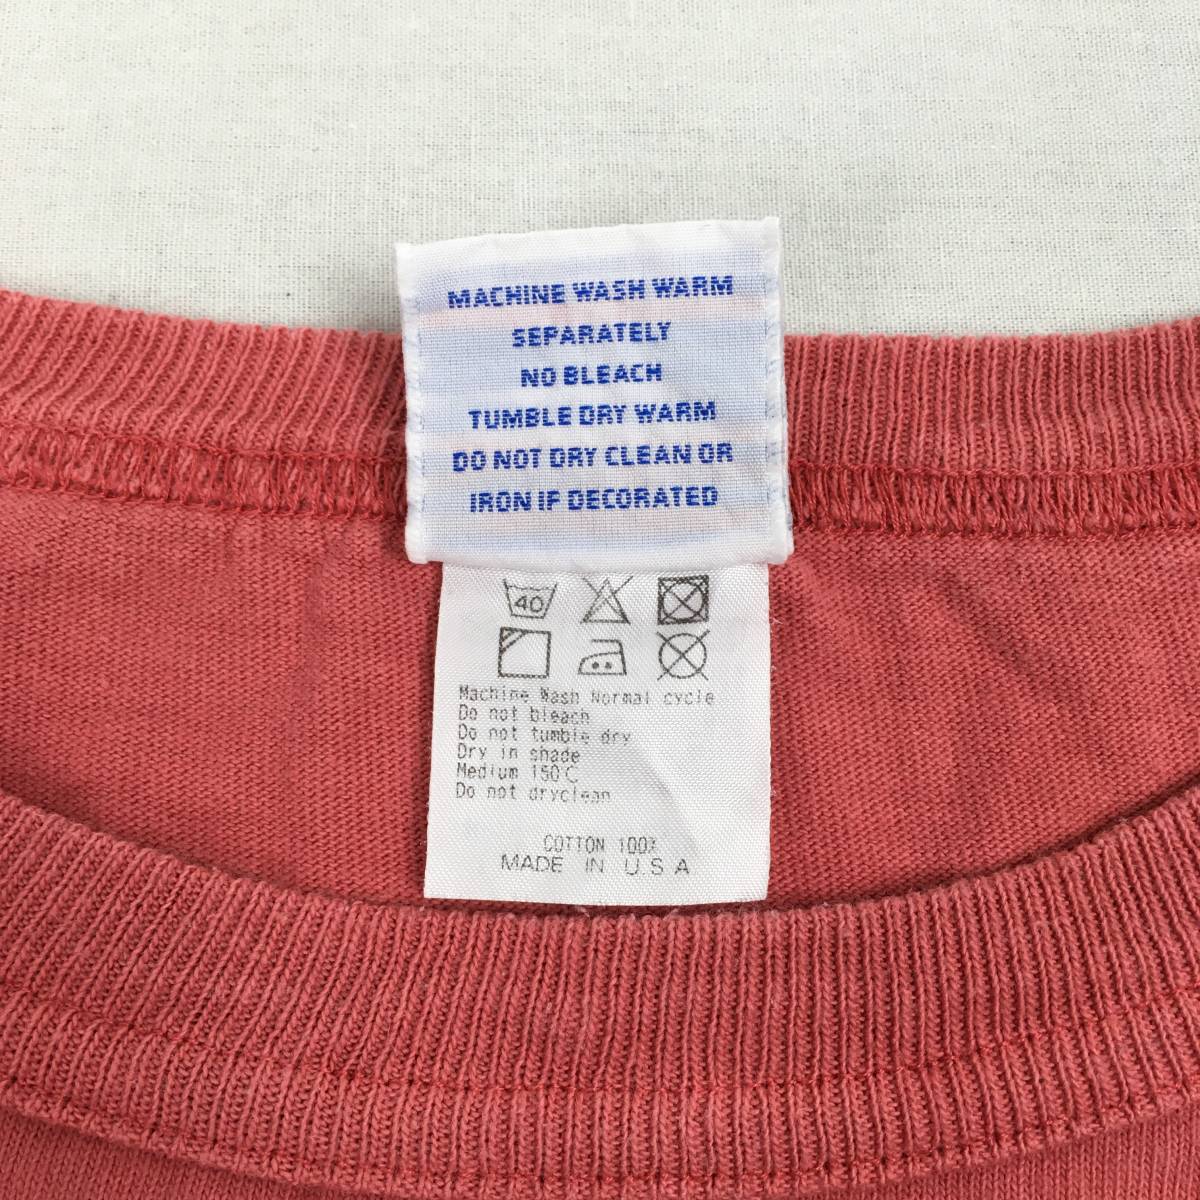 MACHINE WASH WARM
SEPARATELY
NO BLEACH
TUMBLE DRY WARM
DO NOT DRY CLEAN OR
IRON IF DECORATED
40
Machine Wash Normal cycle
Do not bleach
Do not tumble dry
Dry in shade
Medium 150℃
Do not dryclean
COTTON 100%
MADE IN U.S.A